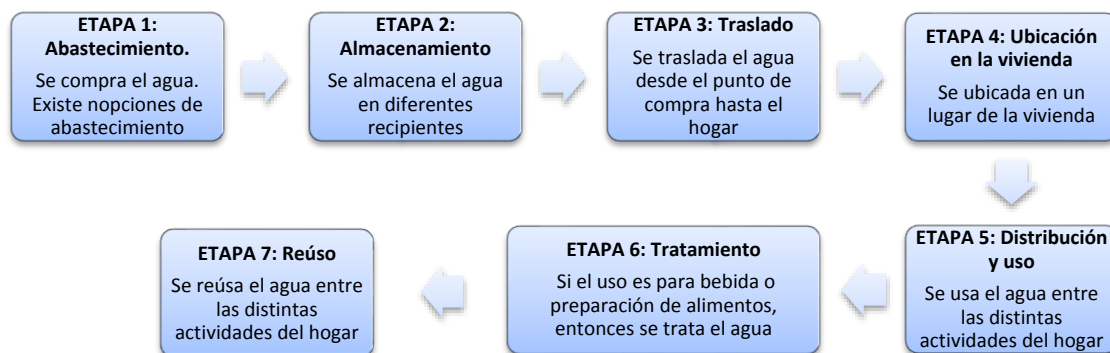 ETAPA 1:
Abastecimiento.
Se compra el agua.
Existe nopciones de
abastecimiento
ETAPA 2:
Almacenamiento
Se almacena el agua
en diferentes
recipientes
ETAPA 3: Traslado
Se traslada el agua
desde el punto de
compra hasta el
hogar
ETAPA 4: Ubicación
en la vivienda
Se ubicada en un
lugar de la vivienda
ETAPA 5: Distribución
y uso
Se usa el agua entre
las distintas
actividades del hogar
ETAPA 6: Tratamiento
Si el uso es para bebida o
preparación de alimentos,
entonces se trata el agua
ETAPA 7: Reúso
Se reúsa el agua entre
las distintas
actividades del hogar